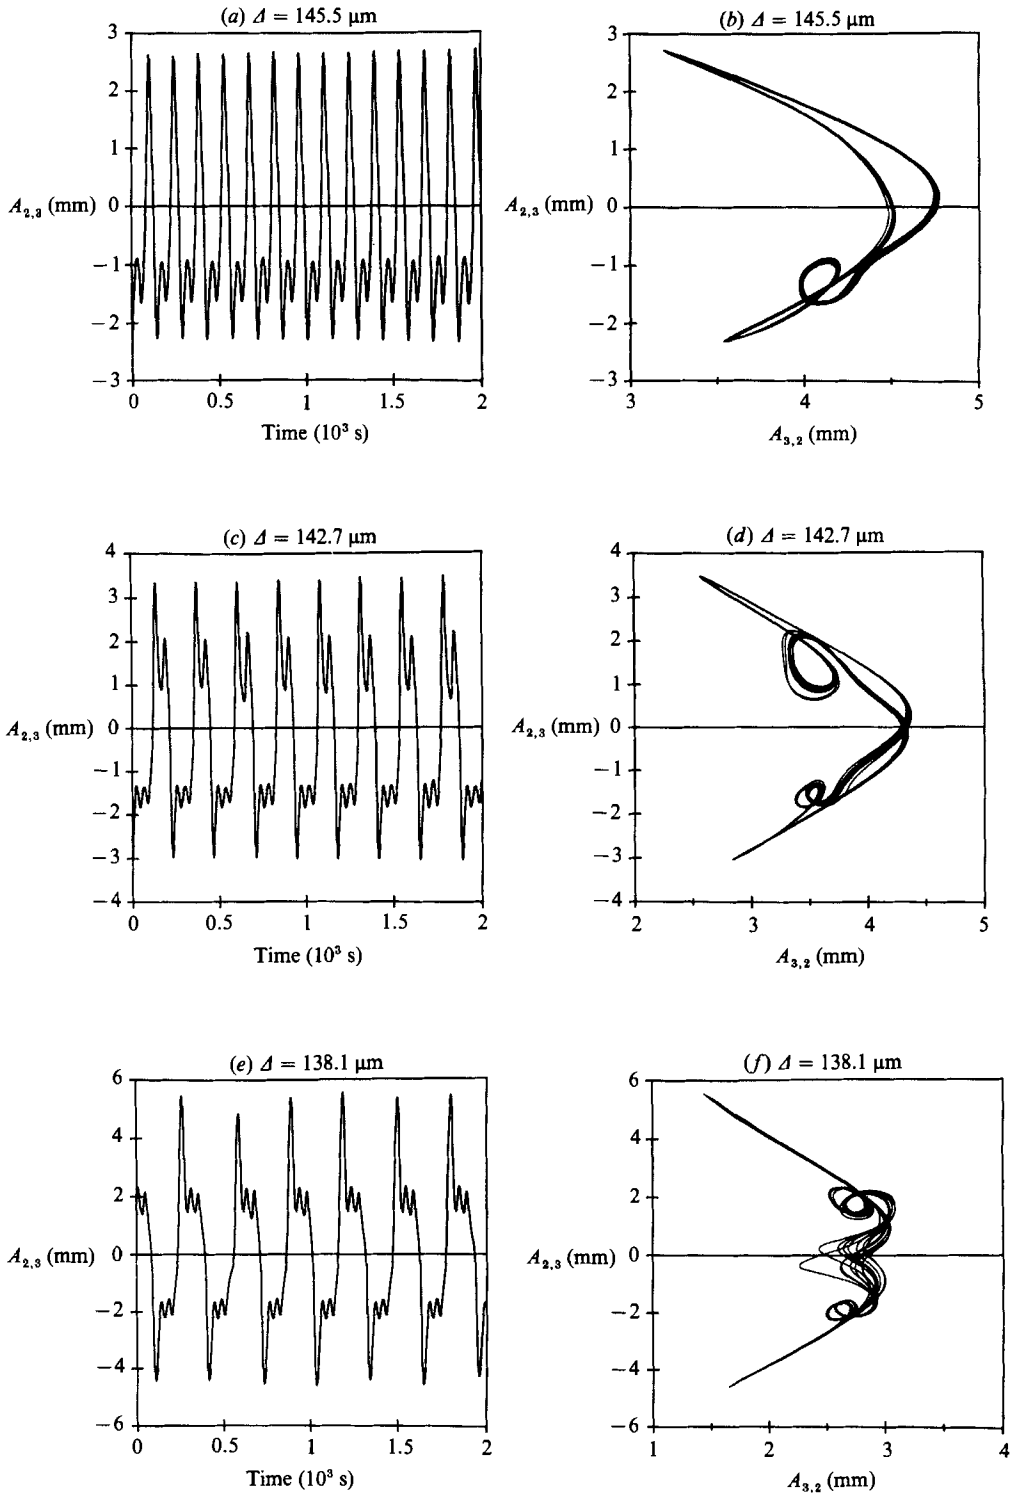 (a) Δ = 145.5 μm
(b) Δ = 145.5 μm
3
2
1
0
−1
−2
−3
A2,3 (mm)
0 0.5 1 1.5 2
Time (10³ s)
3
2
1
0
−1
−2
−3
A2,3 (mm)
3 4 5
A3,2 (mm)
(c) Δ = 142.7 μm
(d) Δ = 142.7 μm
4
3
2
1
0
−1
−2
−3
−4
A2,3 (mm)
0 0.5 1 1.5 2
Time (10³ s)
4
3
2
1
0
−1
−2
−3
−4
A2,3 (mm)
2 3 4 5
A3,2 (mm)
(e) Δ = 138.1 μm
(f) Δ = 138.1 μm
6
4
2
0
−2
−4
−6
A2,3 (mm)
0 0.5 1 1.5 2
Time (10³ s)
6
4
2
0
−2
−4
−6
A2,3 (mm)
1 2 3 4
A3,2 (mm)